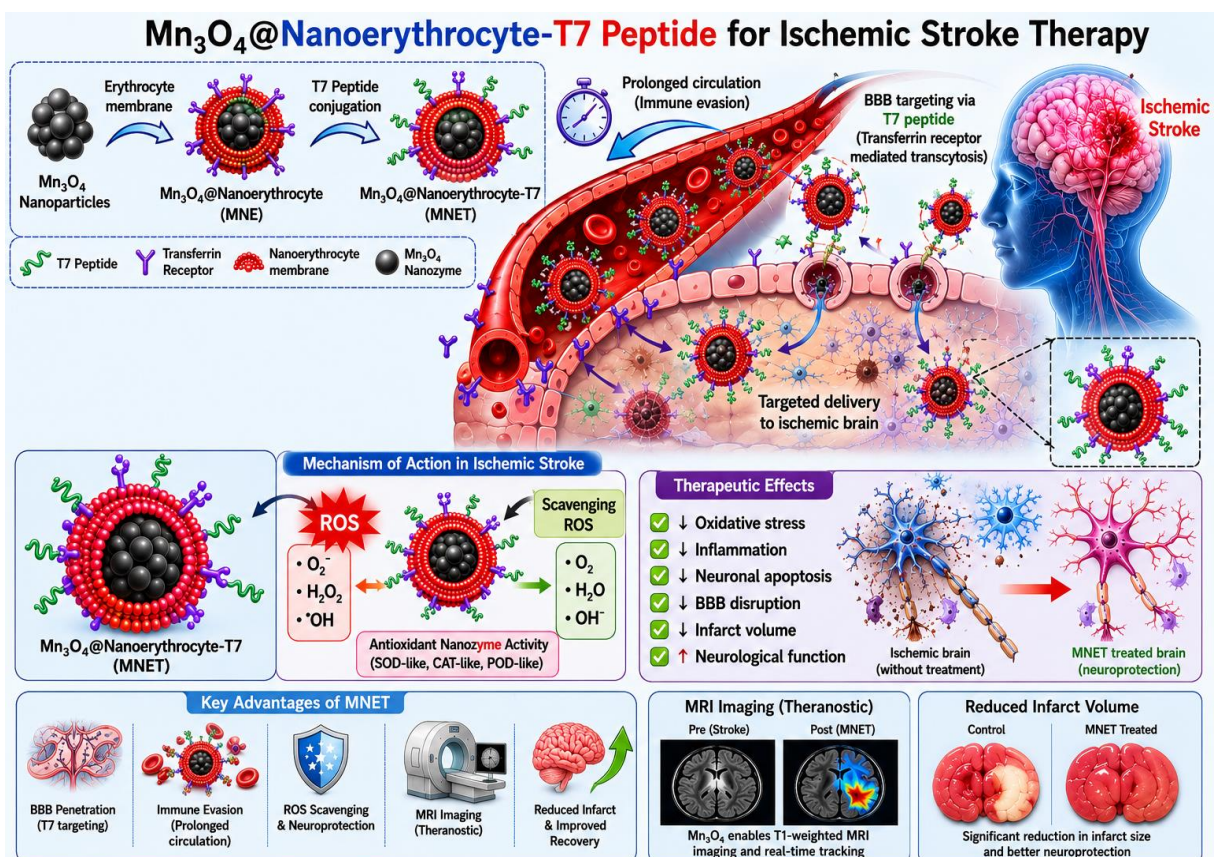 Mn₃O₄@Nanoerythrocyte-T7 Peptide for Ischemic Stroke Therapy
Erythrocyte
membrane
T7 Peptide
conjugation
Mn₃O₄
Nanoparticles
Mn₃O₄@Nanoerythrocyte
(MNE)
Mn₃O₄@Nanoerythrocyte-T7
(MNET)
T7 Peptide
Transferrin
Receptor
Nanoerythrocyte
membrane
Mn₃O₄
Nanozyme
Prolonged circulation
(Immune evasion)
BBB targeting via
T7 peptide
(Transferrin receptor
mediated transcytosis)
Ischemic
Stroke
Targeted delivery
to ischemic brain
Mn₃O₄@Nanoerythrocyte-T7
(MNET)
Mechanism of Action in Ischemic Stroke
ROS
• O₂⁻
• H₂O₂
• •OH
Scavenging
ROS
• O₂
• H₂O
• OH⁻
Antioxidant Nanozyme Activity
(SOD-like, CAT-like, POD-like)
Therapeutic Effects
↓ Oxidative stress
↓ Inflammation
↓ Neuronal apoptosis
↓ BBB disruption
↓ Infarct volume
↑ Neurological function
Ischemic brain
(without treatment)
MNET treated brain
(neuroprotection)
Key Advantages of MNET
BBB Penetration
(T7 targeting)
Immune Evasion
(Prolonged
circulation)
ROS Scavenging
& Neuroprotection
MRI Imaging
(Theranostic)
Reduced Infarct
& Improved
Recovery
MRI Imaging (Theranostic)
Pre (Stroke)
Post (MNET)
Mn₃O₄ enables T1-weighted MRI
imaging and real-time tracking
Reduced Infarct Volume
Control
MNET Treated
Significant reduction in infarct size
and better neuroprotection